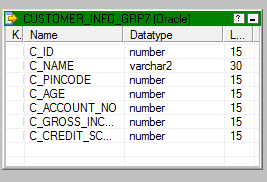 CUSTOMER_INFO_GRP7 (Oracle) ?
K. Name Datatype L...
C_ID number 15
C_NAME varchar2 30
C_PINCODE number 15
C_AGE number 15
C_ACCOUNT_NO number 15
C_GROSS_INC... number 15
C_CREDIT_SC... number 15